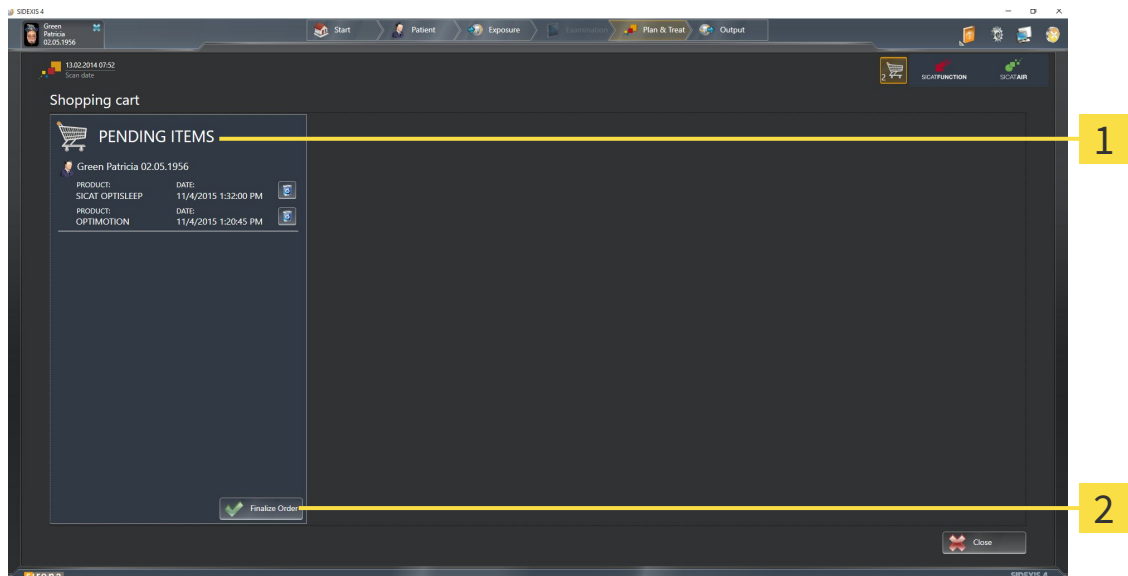 SIDEXIS 4
Green
Patricia
02.05.1956
Start
Patient
Exposure
Examination
Plan & Treat
Output
13.02.2014 07:52
Scan date
2
SICATFUNCTION
SICATAIR
Shopping cart
PENDING ITEMS
1
Green Patricia 02.05.1956
PRODUCT: DATE:
SICAT OPTISLEEP 11/4/2015 1:32:00 PM
PRODUCT: DATE:
OPTIMOTION 11/4/2015 1:20:45 PM
Finalize Order
2
Close
SIDEXIS 4